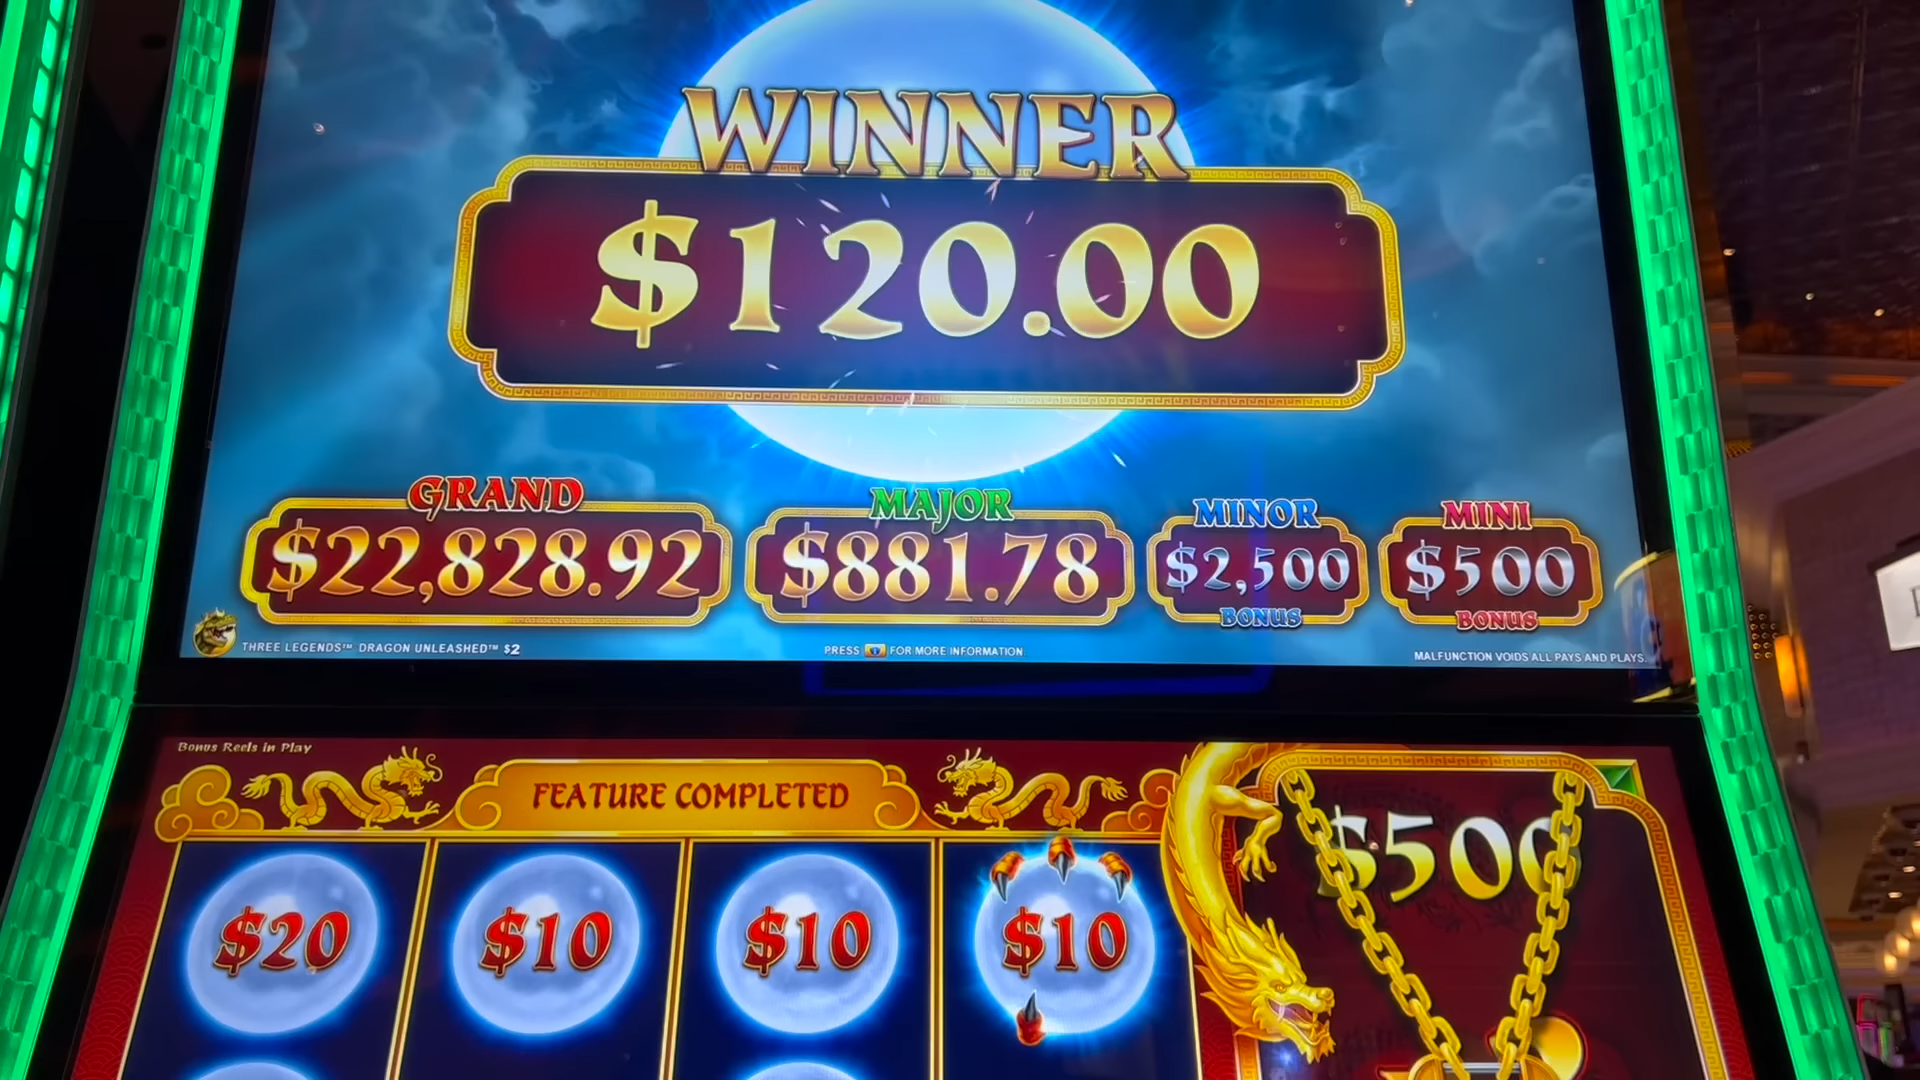 WINNER
$120.00
GRAND
$22,828.92
MAJOR
$881.78
MINOR
$2,500
BONUS
MINI
$500
BONUS
THREE LEGENDS™ DRAGON UNLEASHED™ $2
PRESS FOR MORE INFORMATION
MALFUNCTION VOIDS ALL PAYS AND PLAYS.
Bonus Reels in Play
FEATURE COMPLETED
$500
$20
$10
$10
$10